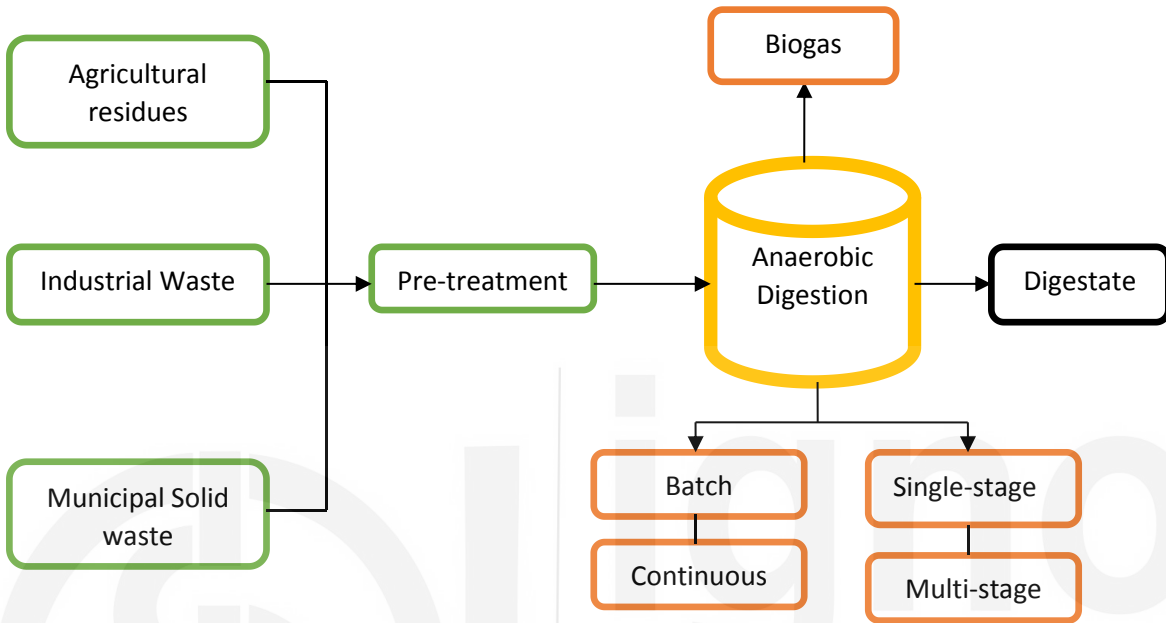 Biogas
Agricultural
residues
Anaerobic
Digestion
Industrial Waste
Pre-treatment
Digestate
Municipal Solid
waste
Batch
Single-stage
Continuous
Multi-stage
igno